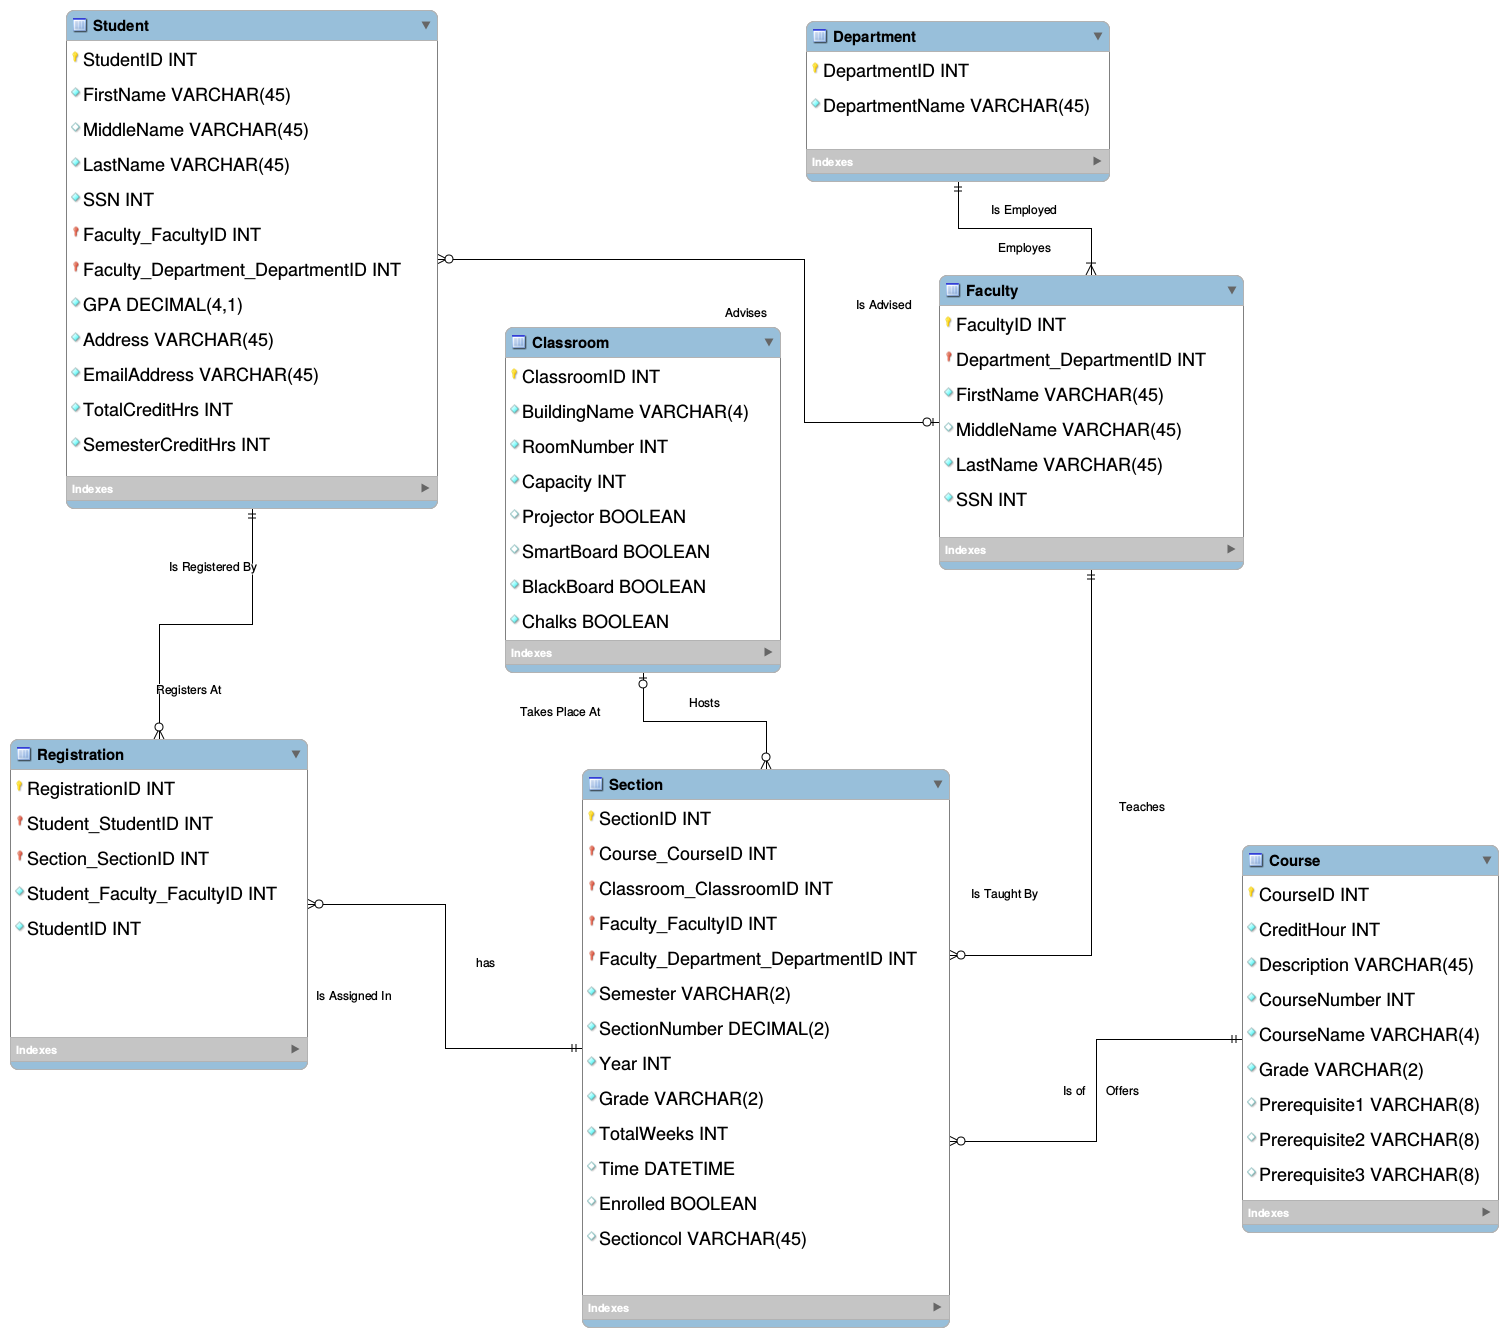 Student
StudentID INT
FirstName VARCHAR(45)
MiddleName VARCHAR(45)
LastName VARCHAR(45)
SSN INT
Faculty_FacultyID INT
Faculty_Department_DepartmentID INT
GPA DECIMAL(4,1)
Address VARCHAR(45)
EmailAddress VARCHAR(45)
TotalCreditHrs INT
SemesterCreditHrs INT
Indexes
Department
DepartmentID INT
DepartmentName VARCHAR(45)
Indexes
Is Employed
Employes
Advises
Is Advised
Faculty
FacultyID INT
Department_DepartmentID INT
FirstName VARCHAR(45)
MiddleName VARCHAR(45)
LastName VARCHAR(45)
SSN INT
Indexes
Classroom
ClassroomID INT
BuildingName VARCHAR(4)
RoomNumber INT
Capacity INT
Projector BOOLEAN
SmartBoard BOOLEAN
BlackBoard BOOLEAN
Chalks BOOLEAN
Indexes
Is Registered By
Registers At
Takes Place At
Hosts
Registration
RegistrationID INT
Student_StudentID INT
Section_SectionID INT
Student_Faculty_FacultyID INT
StudentID INT
Indexes
has
Is Assigned In
Section
SectionID INT
Course_CourseID INT
Classroom_ClassroomID INT
Faculty_FacultyID INT
Faculty_Department_DepartmentID INT
Semester VARCHAR(2)
SectionNumber DECIMAL(2)
Year INT
Grade VARCHAR(2)
TotalWeeks INT
Time DATETIME
Enrolled BOOLEAN
Sectioncol VARCHAR(45)
Indexes
Teaches
Is Taught By
Is of
Offers
Course
CourseID INT
CreditHour INT
Description VARCHAR(45)
CourseNumber INT
CourseName VARCHAR(4)
Grade VARCHAR(2)
Prerequisite1 VARCHAR(8)
Prerequisite2 VARCHAR(8)
Prerequisite3 VARCHAR(8)
Indexes